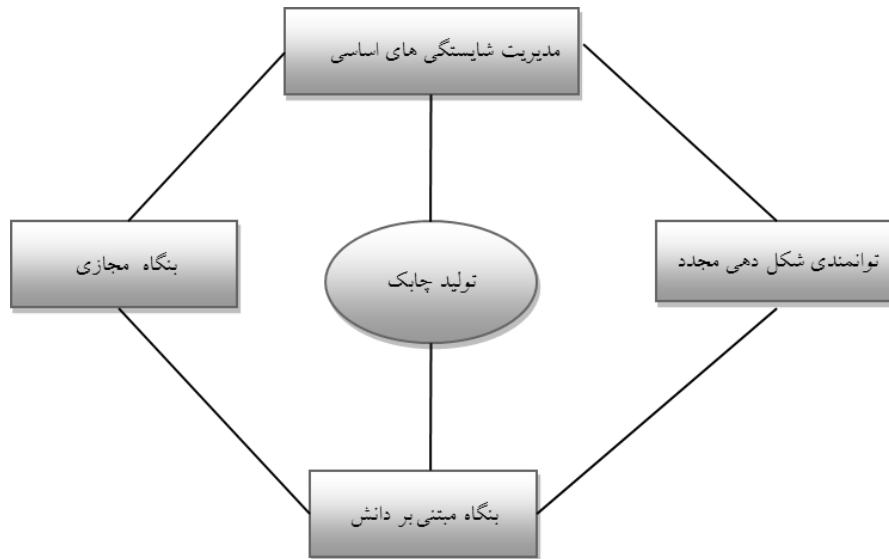 مدیریت شایستگی های اساسی
توانمندی شکل دهی مجدد
تولید چابک
بنگاه مجازی
بنگاه مبتنی بر دانش